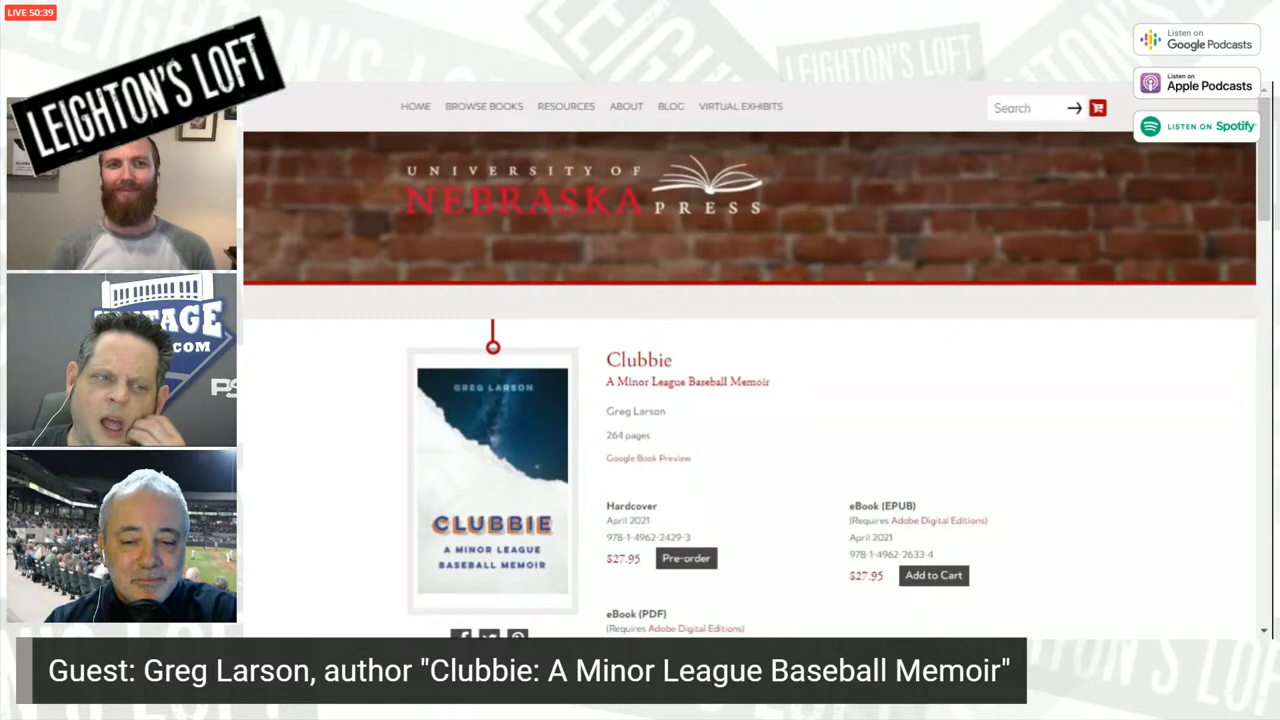 LIVE 50:39
LEIGHTON'S LOFT
Listen on
Google Podcasts
Listen on
Apple Podcasts
LISTEN ON Spotify
HOME BROWSE BOOKS RESOURCES ABOUT BLOG VIRTUAL EXHIBITS
Search
UNIVERSITY OF
NEBRASKA PRESS
.COM
GREG LARSON
CLUBBIE
A MINOR LEAGUE
BASEBALL MEMOIR
Clubbie
A Minor League Baseball Memoir
Greg Larson
264 pages
Google Book Preview
Hardcover
April 2021
978-1-4962-2429-3
$27.95 Pre-order
eBook (EPUB)
(Requires Adobe Digital Editions)
April 2021
978-1-4962-2633-4
$27.95 Add to Cart
eBook (PDF)
(Requires Adobe Digital Editions)
Guest: Greg Larson, author "Clubbie: A Minor League Baseball Memoir"